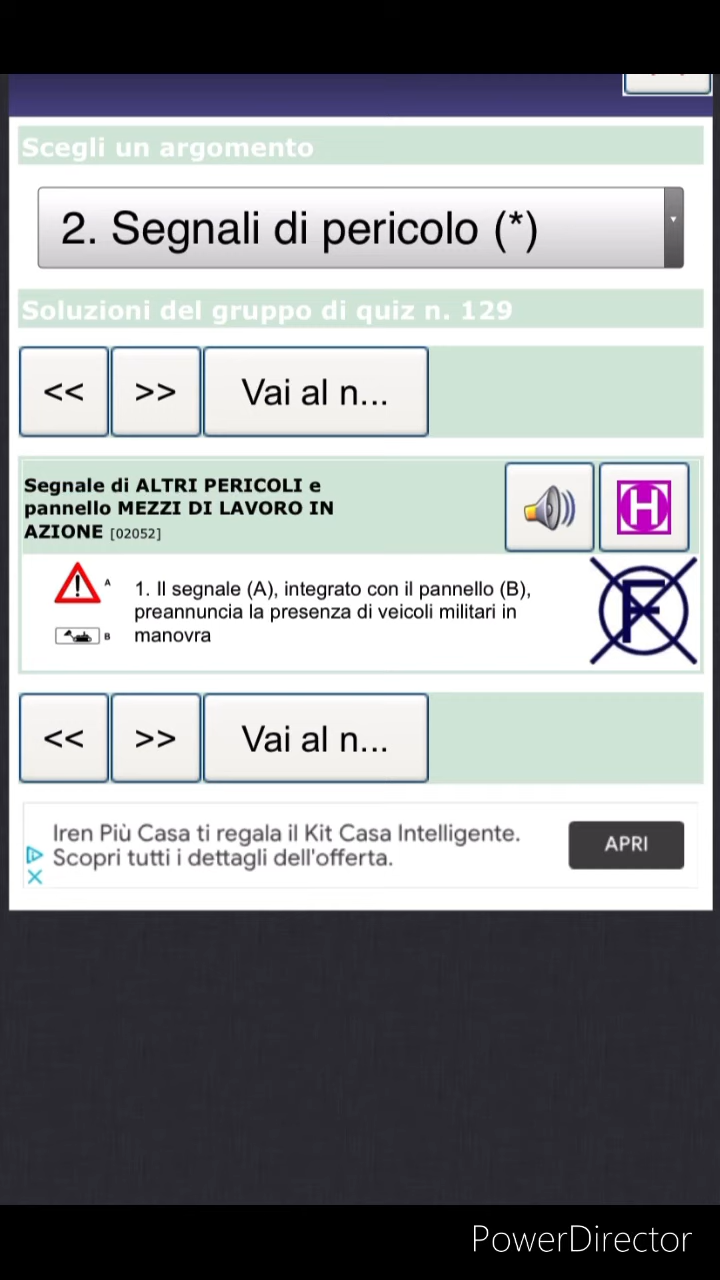 Scegli un argomento
2. Segnali di pericolo (*)
Soluzioni del gruppo di quiz n. 129
<< >> Vai al n...
Segnale di ALTRI PERICOLI e
pannello MEZZI DI LAVORO IN
AZIONE [02052]
H
A
1. Il segnale (A), integrato con il pannello (B),
preannuncia la presenza di veicoli militari in
B manovra
F
<< >> Vai al n...
Iren Più Casa ti regala il Kit Casa Intelligente.
Scopri tutti i dettagli dell'offerta.
APRI
PowerDirector